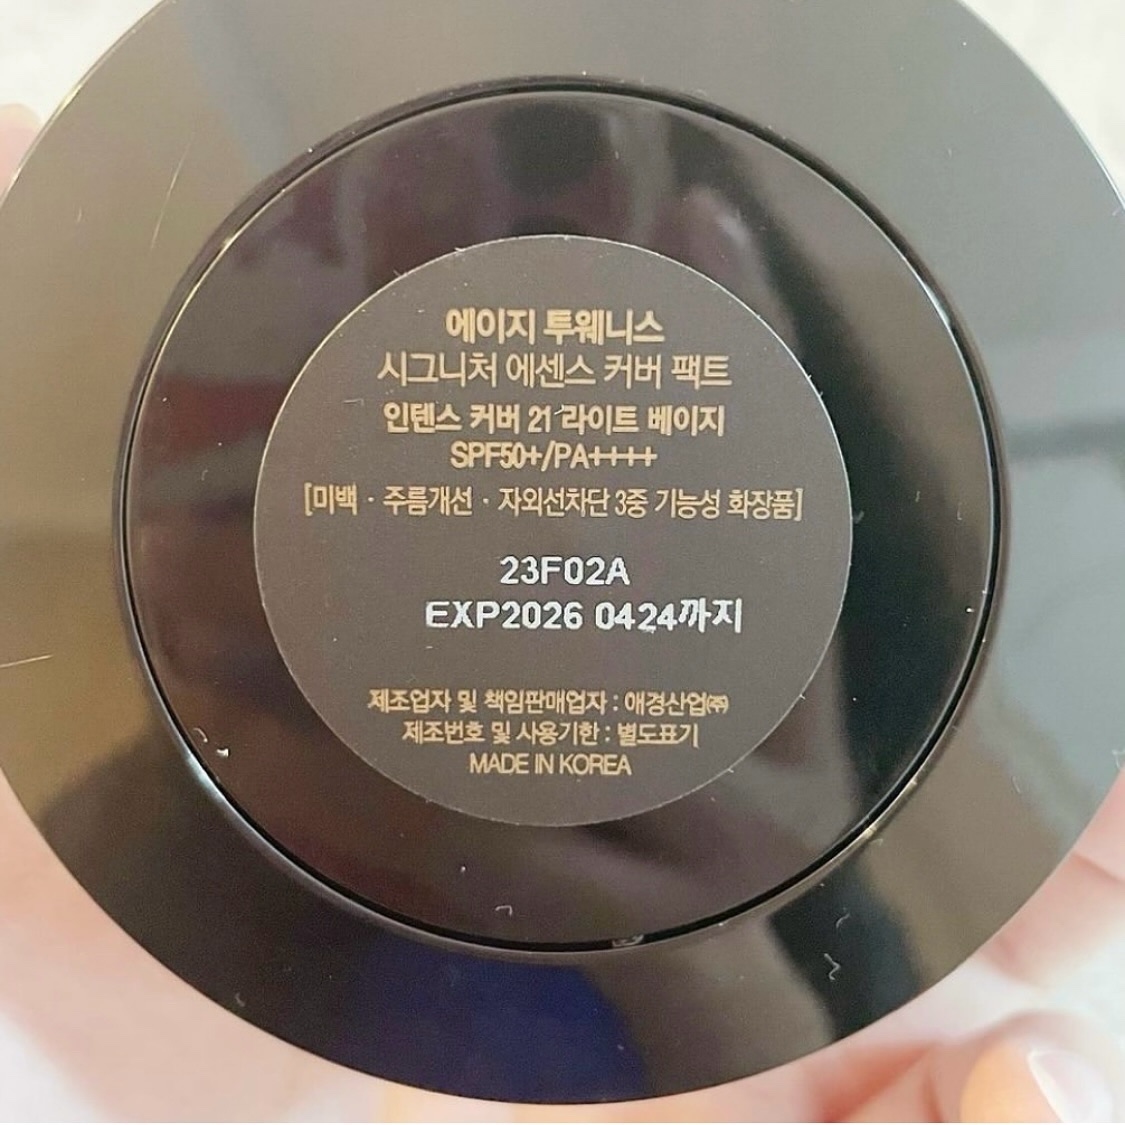 에이지 투웨니스
시그니처 에센스 커버 팩트
인텐스 커버 21 라이트 베이지
SPF50+/PA++++
[미백 · 주름개선 · 자외선차단 3중 기능성 화장품]
23F02A
EXP2026 0424까지
제조업자 및 책임판매업자 : 애경산업㈜
제조번호 및 사용기한 : 별도표기
MADE IN KOREA